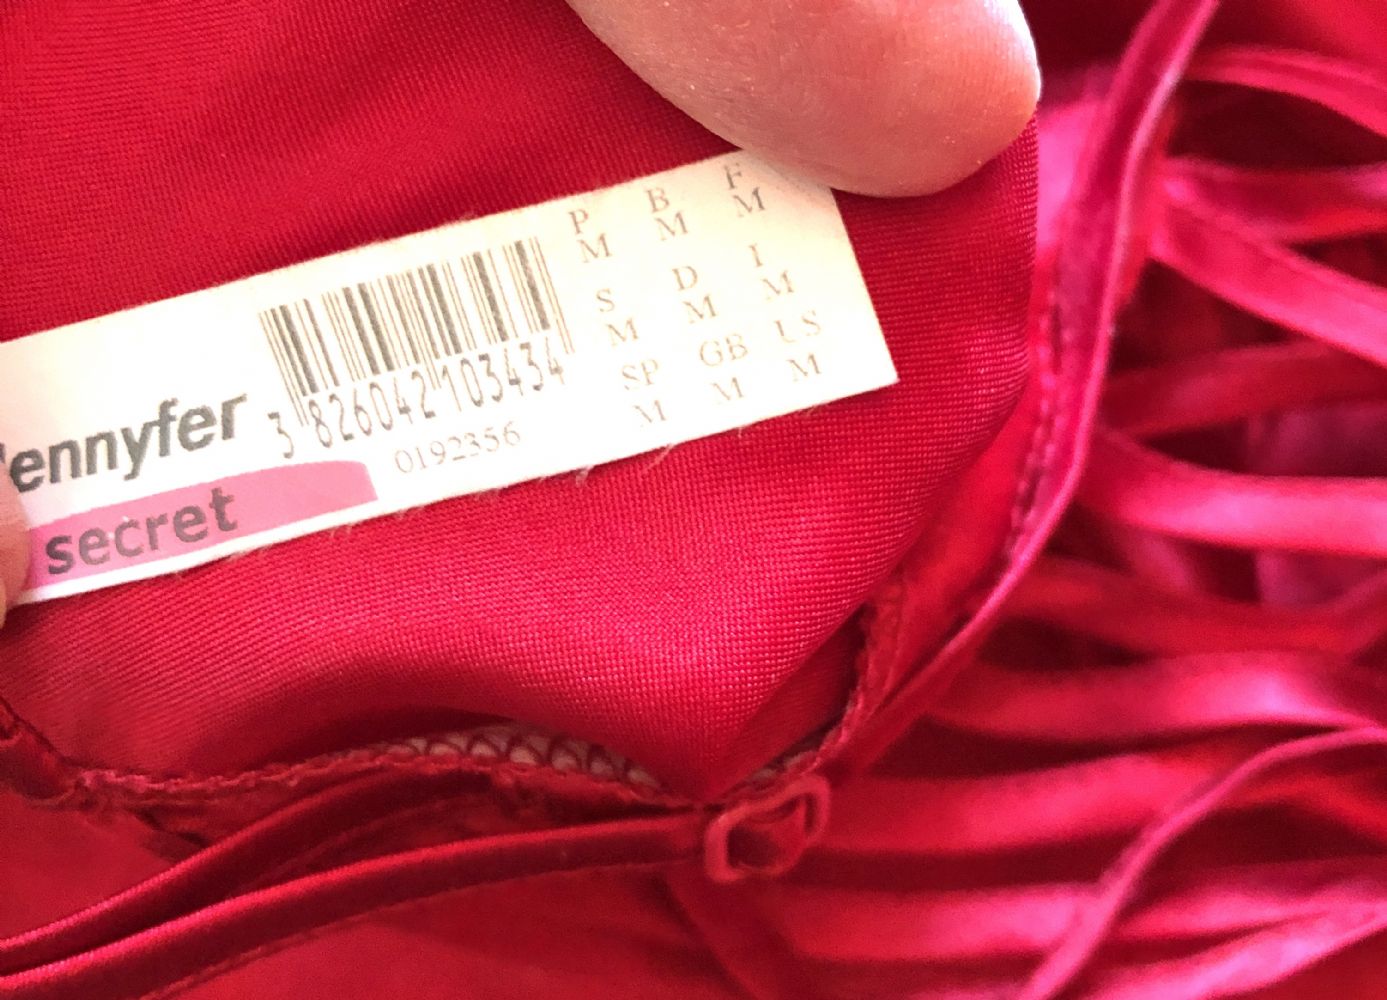 Jennyfer
secret
3 826042 103434
0192356
P B F
M M M
S D I
M M M
SP GB US
M M M